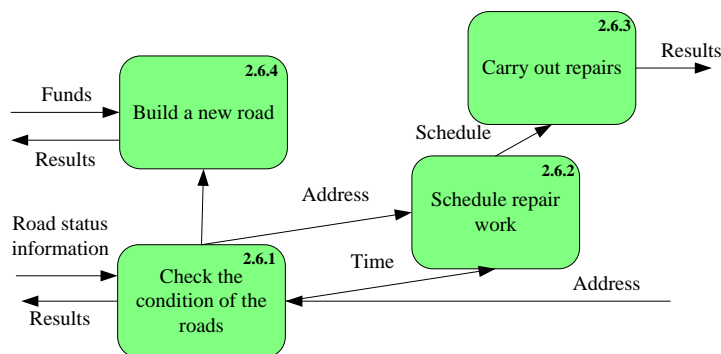 2.6.3
Carry out repairs
Results
2.6.4
Build a new road
Funds
Results
Schedule
2.6.2
Schedule repair
work
Address
Road status
information
2.6.1
Check the
condition of the
roads
Results
Time
Address